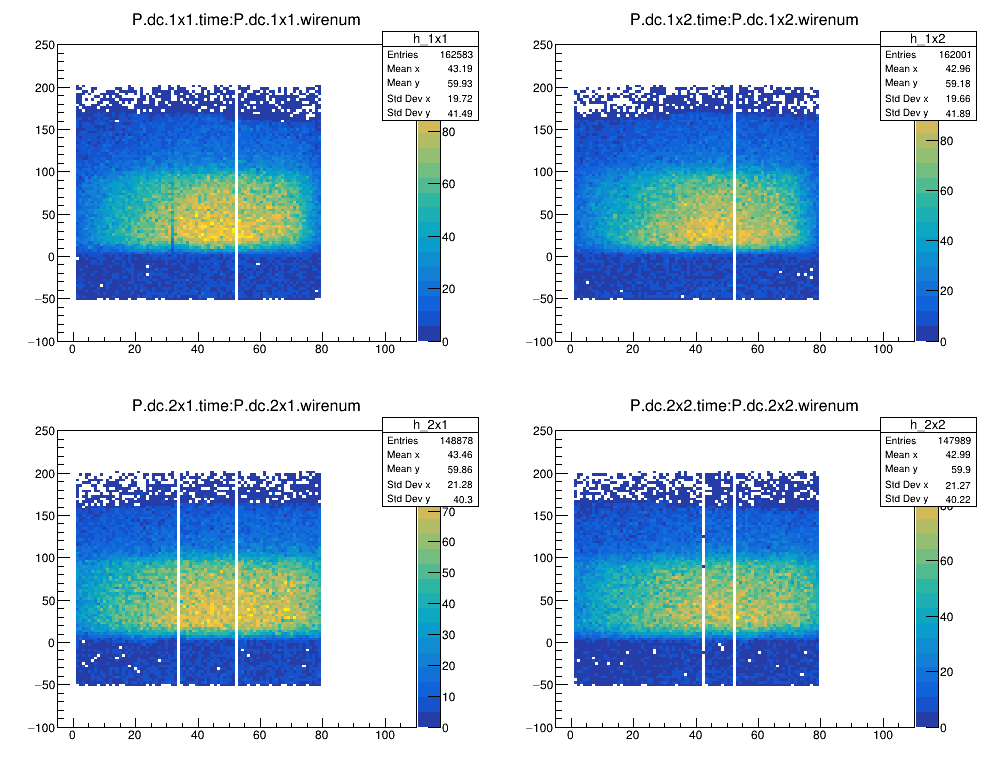 P.dc.1x1.time:P.dc.1x1.wirenum
h_1x1
Entries 162583
Mean x 43.19
Mean y 59.93
Std Dev x 19.72
Std Dev y 41.49
250
200
150
100
50
0
−50
−100
0 20 40 60 80 100
80
60
40
20
0
P.dc.1x2.time:P.dc.1x2.wirenum
h_1x2
Entries 162001
Mean x 42.96
Mean y 59.18
Std Dev x 19.66
Std Dev y 41.89
250
200
150
100
50
0
−50
−100
0 20 40 60 80 100
80
60
40
20
0
P.dc.2x1.time:P.dc.2x1.wirenum
h_2x1
Entries 148878
Mean x 43.46
Mean y 59.86
Std Dev x 21.28
Std Dev y 40.3
250
200
150
100
50
0
−50
−100
0 20 40 60 80 100
70
60
50
40
30
20
10
0
P.dc.2x2.time:P.dc.2x2.wirenum
h_2x2
Entries 147989
Mean x 42.99
Mean y 59.9
Std Dev x 21.27
Std Dev y 40.22
250
200
150
100
50
0
−50
−100
0 20 40 60 80 100
80
60
40
20
0